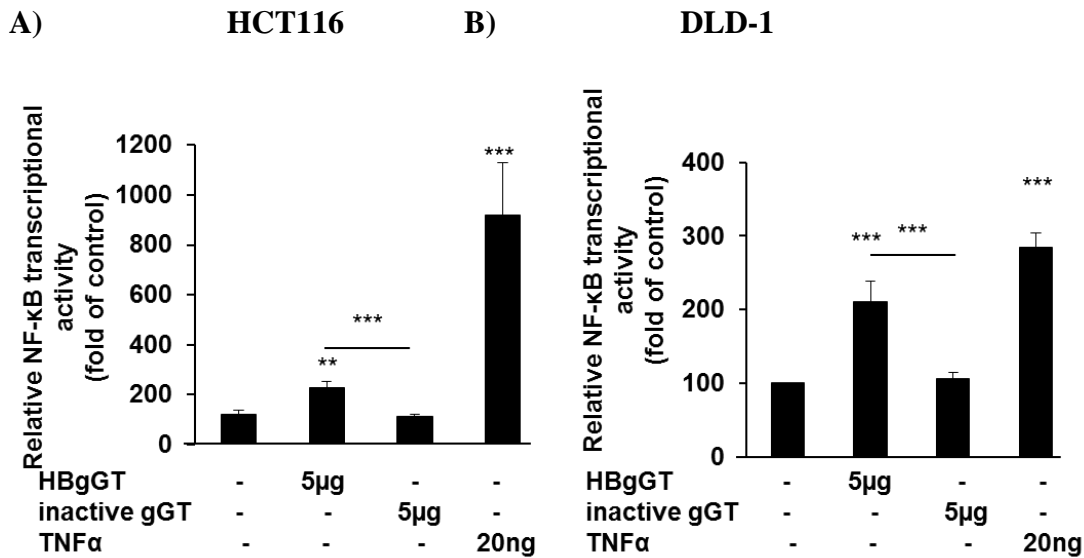 A) HCT116 B) DLD-1
Relative NF-κB transcriptional
activity
(fold of control)
1200
1000
800
600
400
200
0
***
**
***
HBgGT - 5µg - -
inactive gGT - - 5µg -
TNFα - - - 20ng
Relative NF-κB transcriptional
activity
(fold of control)
400
300
200
100
0
***
***
***
HBgGT - 5µg - -
inactive gGT - - 5µg -
TNFα - - - 20ng